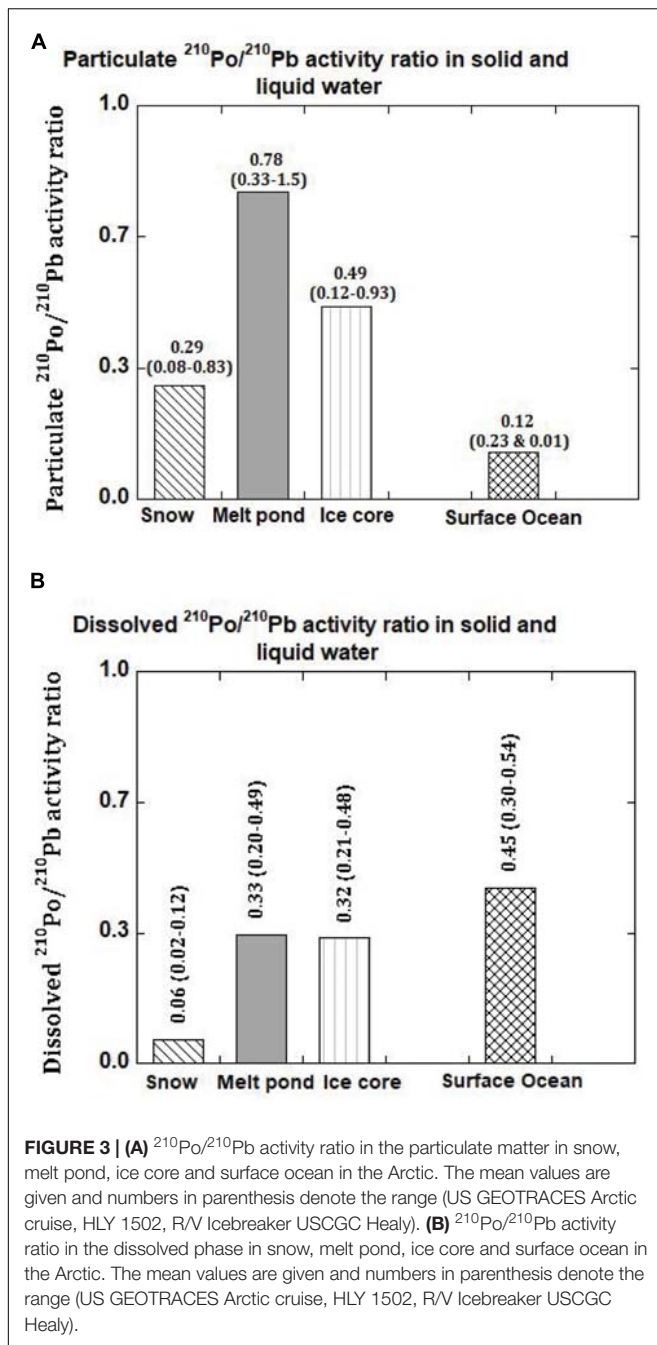 A
Particulate ²¹⁰Po/²¹⁰Pb activity ratio in solid and
liquid water
Particulate ²¹⁰Po/²¹⁰Pb activity ratio
1.0
0.7
0.3
0.0
0.29
(0.08-0.83)
0.78
(0.33-1.5)
0.49
(0.12-0.93)
0.12
(0.23 & 0.01)
Snow Melt pond Ice core Surface Ocean
B
Dissolved ²¹⁰Po/²¹⁰Pb activity ratio in solid and
liquid water
Dissolved ²¹⁰Po/²¹⁰Pb activity ratio
1.0
0.7
0.3
0.0
0.06 (0.02-0.12)
0.33 (0.20-0.49)
0.32 (0.21-0.48)
0.45 (0.30-0.54)
Snow Melt pond Ice core Surface Ocean
FIGURE 3 | (A) ²¹⁰Po/²¹⁰Pb activity ratio in the particulate matter in snow,
melt pond, ice core and surface ocean in the Arctic. The mean values are
given and numbers in parenthesis denote the range (US GEOTRACES Arctic
cruise, HLY 1502, R/V Icebreaker USCGC Healy). (B) ²¹⁰Po/²¹⁰Pb activity
ratio in the dissolved phase in snow, melt pond, ice core and surface ocean in
the Arctic. The mean values are given and numbers in parenthesis denote the
range (US GEOTRACES Arctic cruise, HLY 1502, R/V Icebreaker USCGC
Healy).